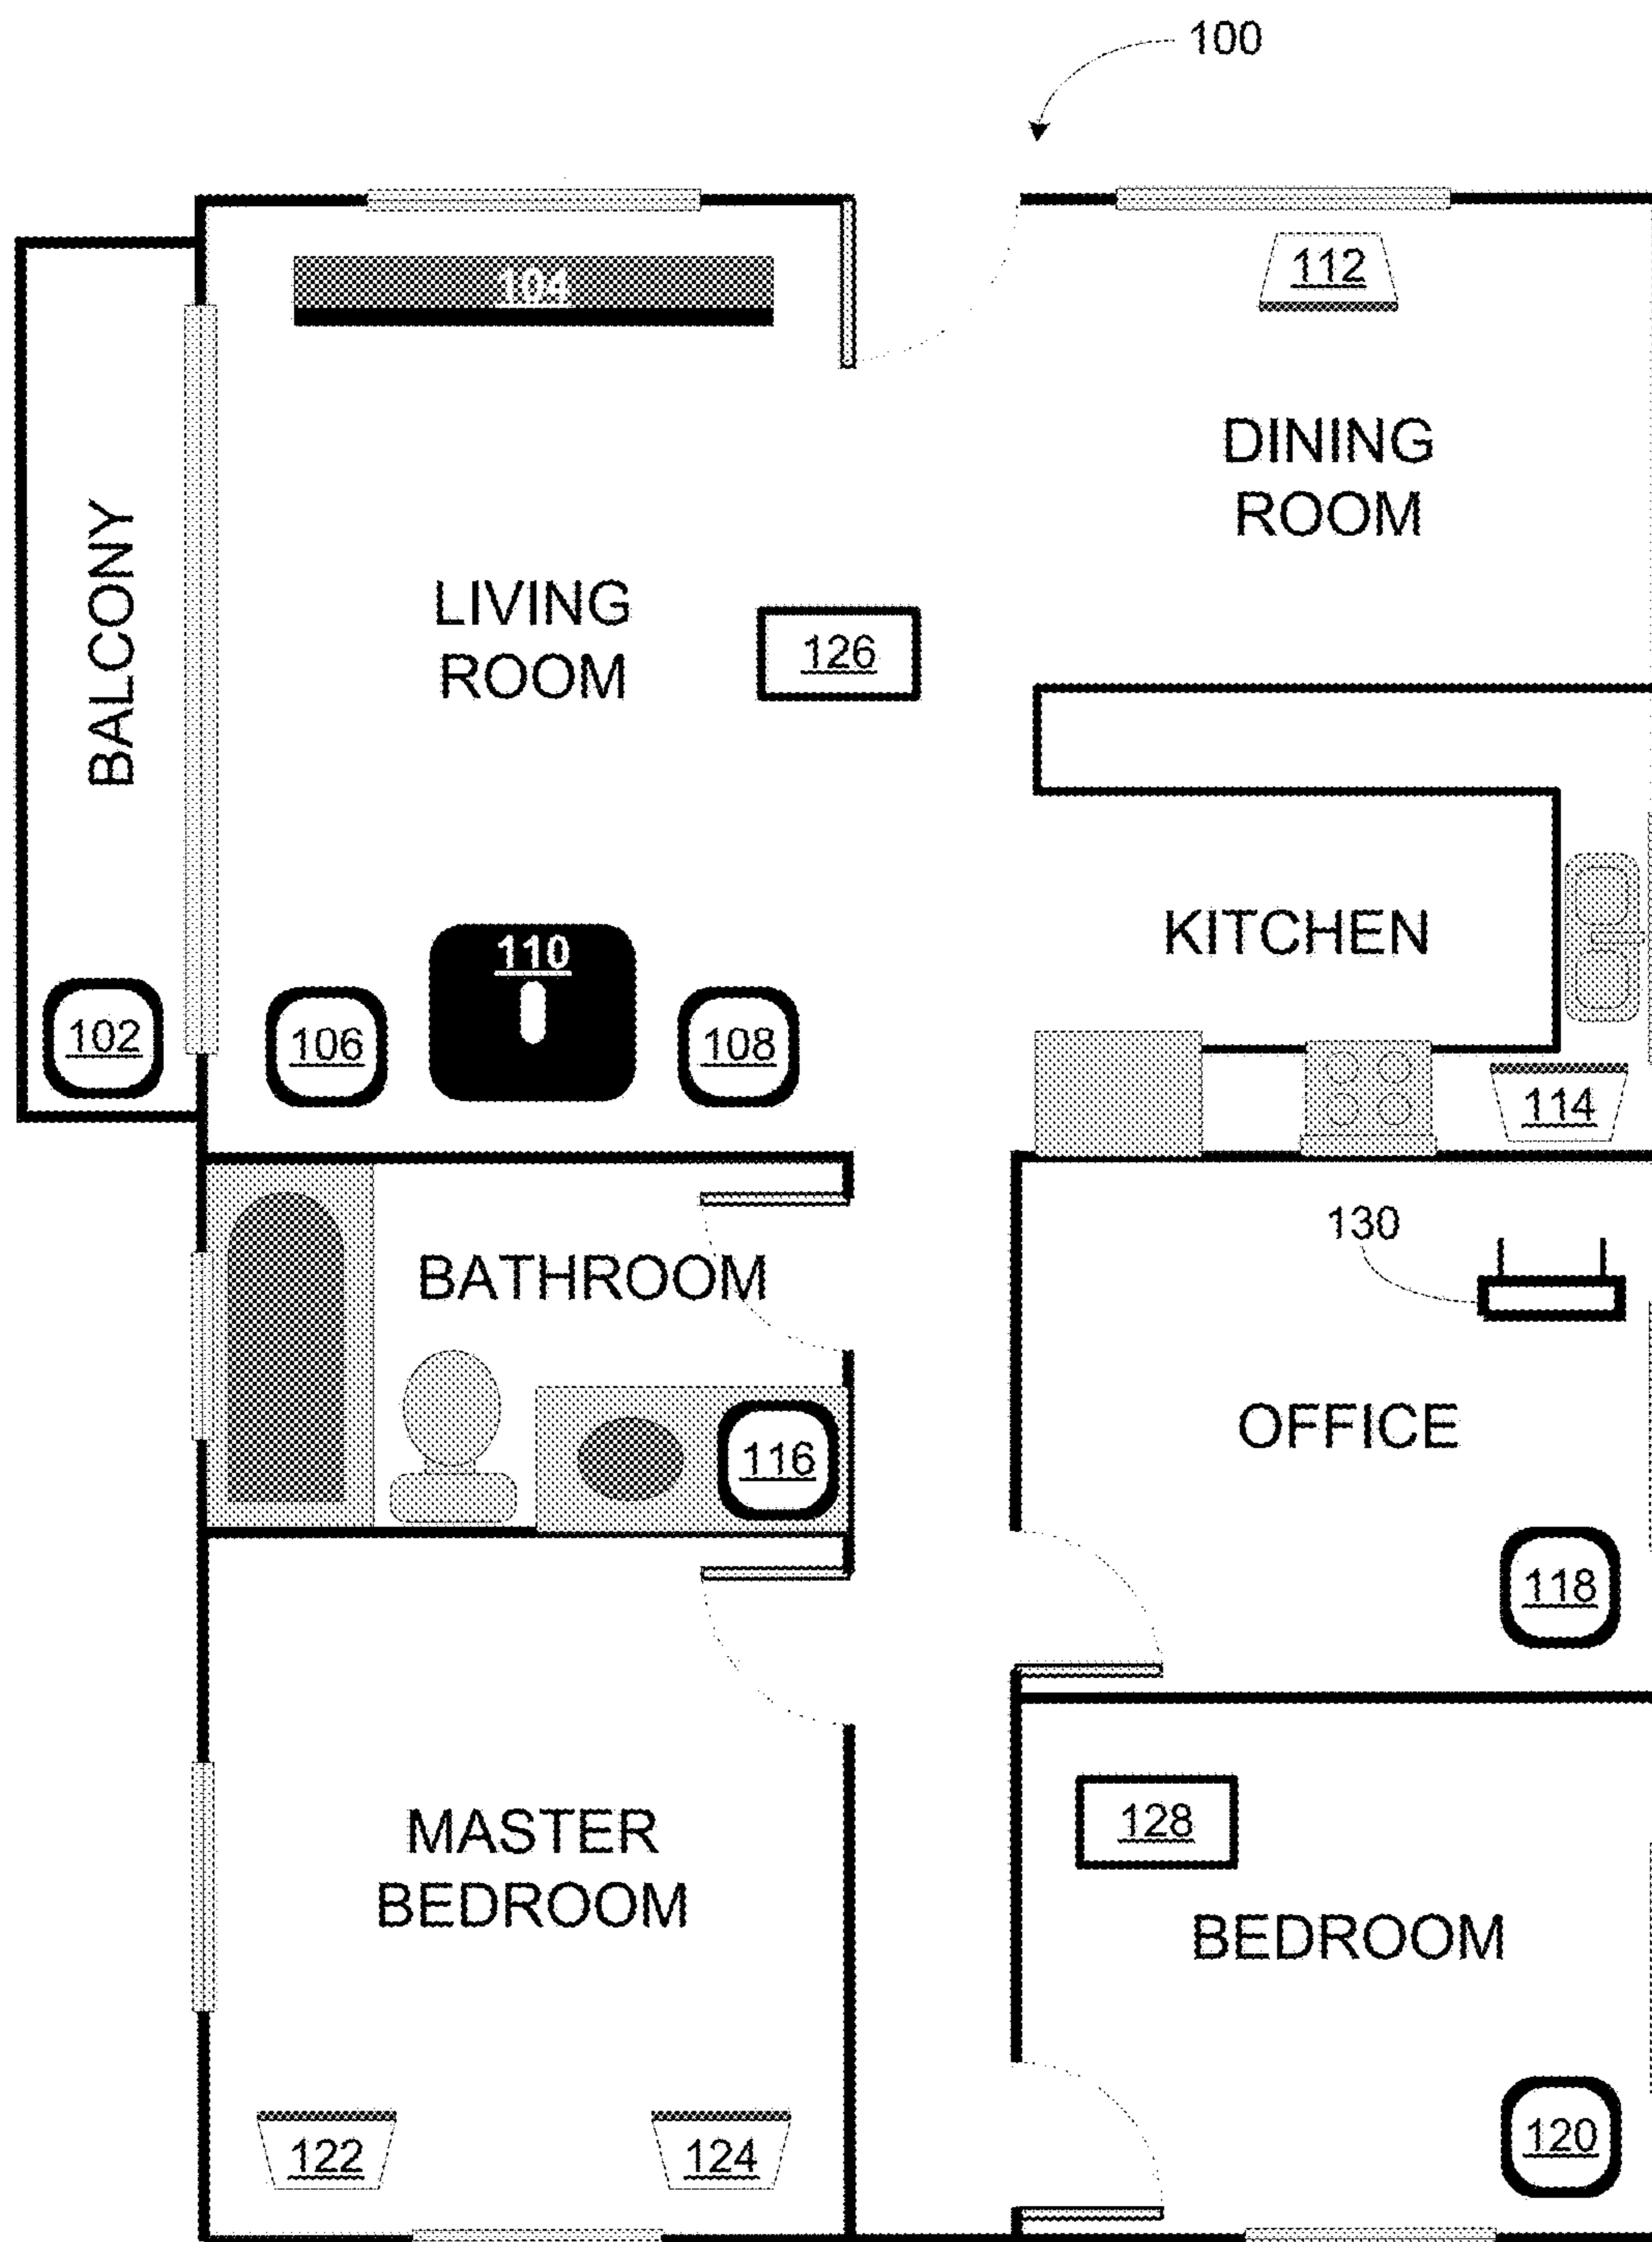 100
104
112
DINING
ROOM
BALCONY
LIVING
ROOM
126
110
KITCHEN
102
106
108
114
130
BATHROOM
OFFICE
116
118
128
MASTER
BEDROOM
BEDROOM
122
124
120